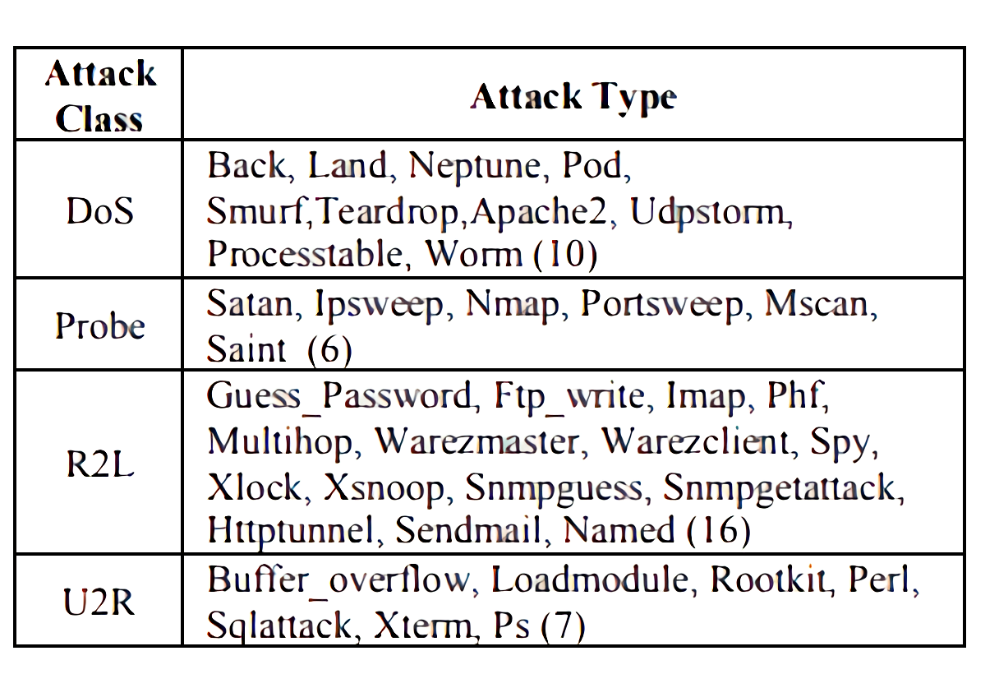 Attack
Class
Attack Type
DoS
Back, Land, Neptune, Pod,
Smurf,Teardrop,Apache2, Udpstorm,
Processtable, Worm (10)
Probe
Satan, Ipsweep, Nmap, Portsweep, Mscan,
Saint (6)
R2L
Guess_Password, Ftp_write, Imap, Phf,
Multihop, Warezmaster, Warezclient, Spy,
Xlock, Xsnoop, Snmpguess, Snmpgetattack,
Httptunnel, Sendmail, Named (16)
U2R
Buffer_overflow, Loadmodule, Rootkit, Perl,
Sqlattack, Xterm, Ps (7)